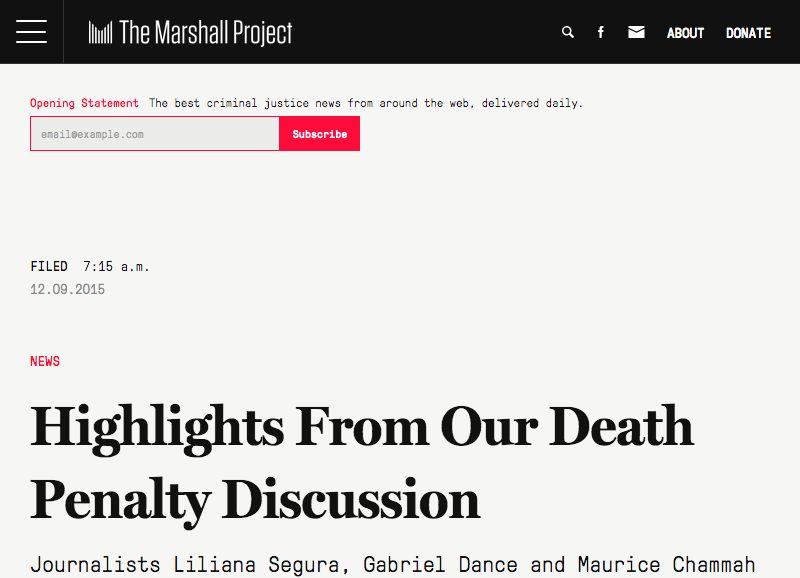 The Marshall Project
ABOUT
DONATE
Opening Statement The best criminal justice news from around the web, delivered daily.
email@example.com
Subscribe
FILED 7:15 a.m.
12.09.2015
NEWS
Highlights From Our Death
Penalty Discussion
Journalists Liliana Segura, Gabriel Dance and Maurice Chammah